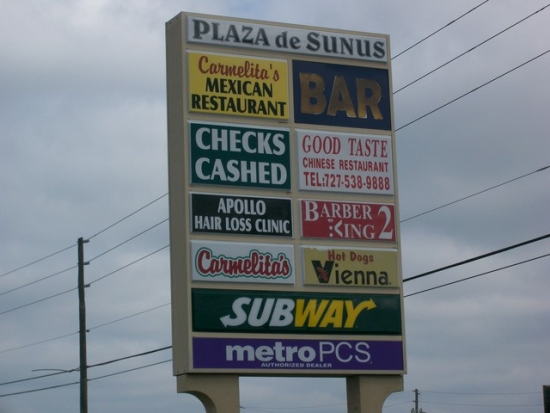 PLAZA de SUNUS
Carmelita's
MEXICAN
RESTAURANT
BAR
CHECKS
CASHED
GOOD TASTE
CHINESE RESTAURANT
TEL:727-538-9888
APOLLO
HAIR LOSS CLINIC
BARBER
KING 2
Carmelita's
Hot Dogs
Vienna
SUBWAY
metroPCS
AUTHORIZED DEALER